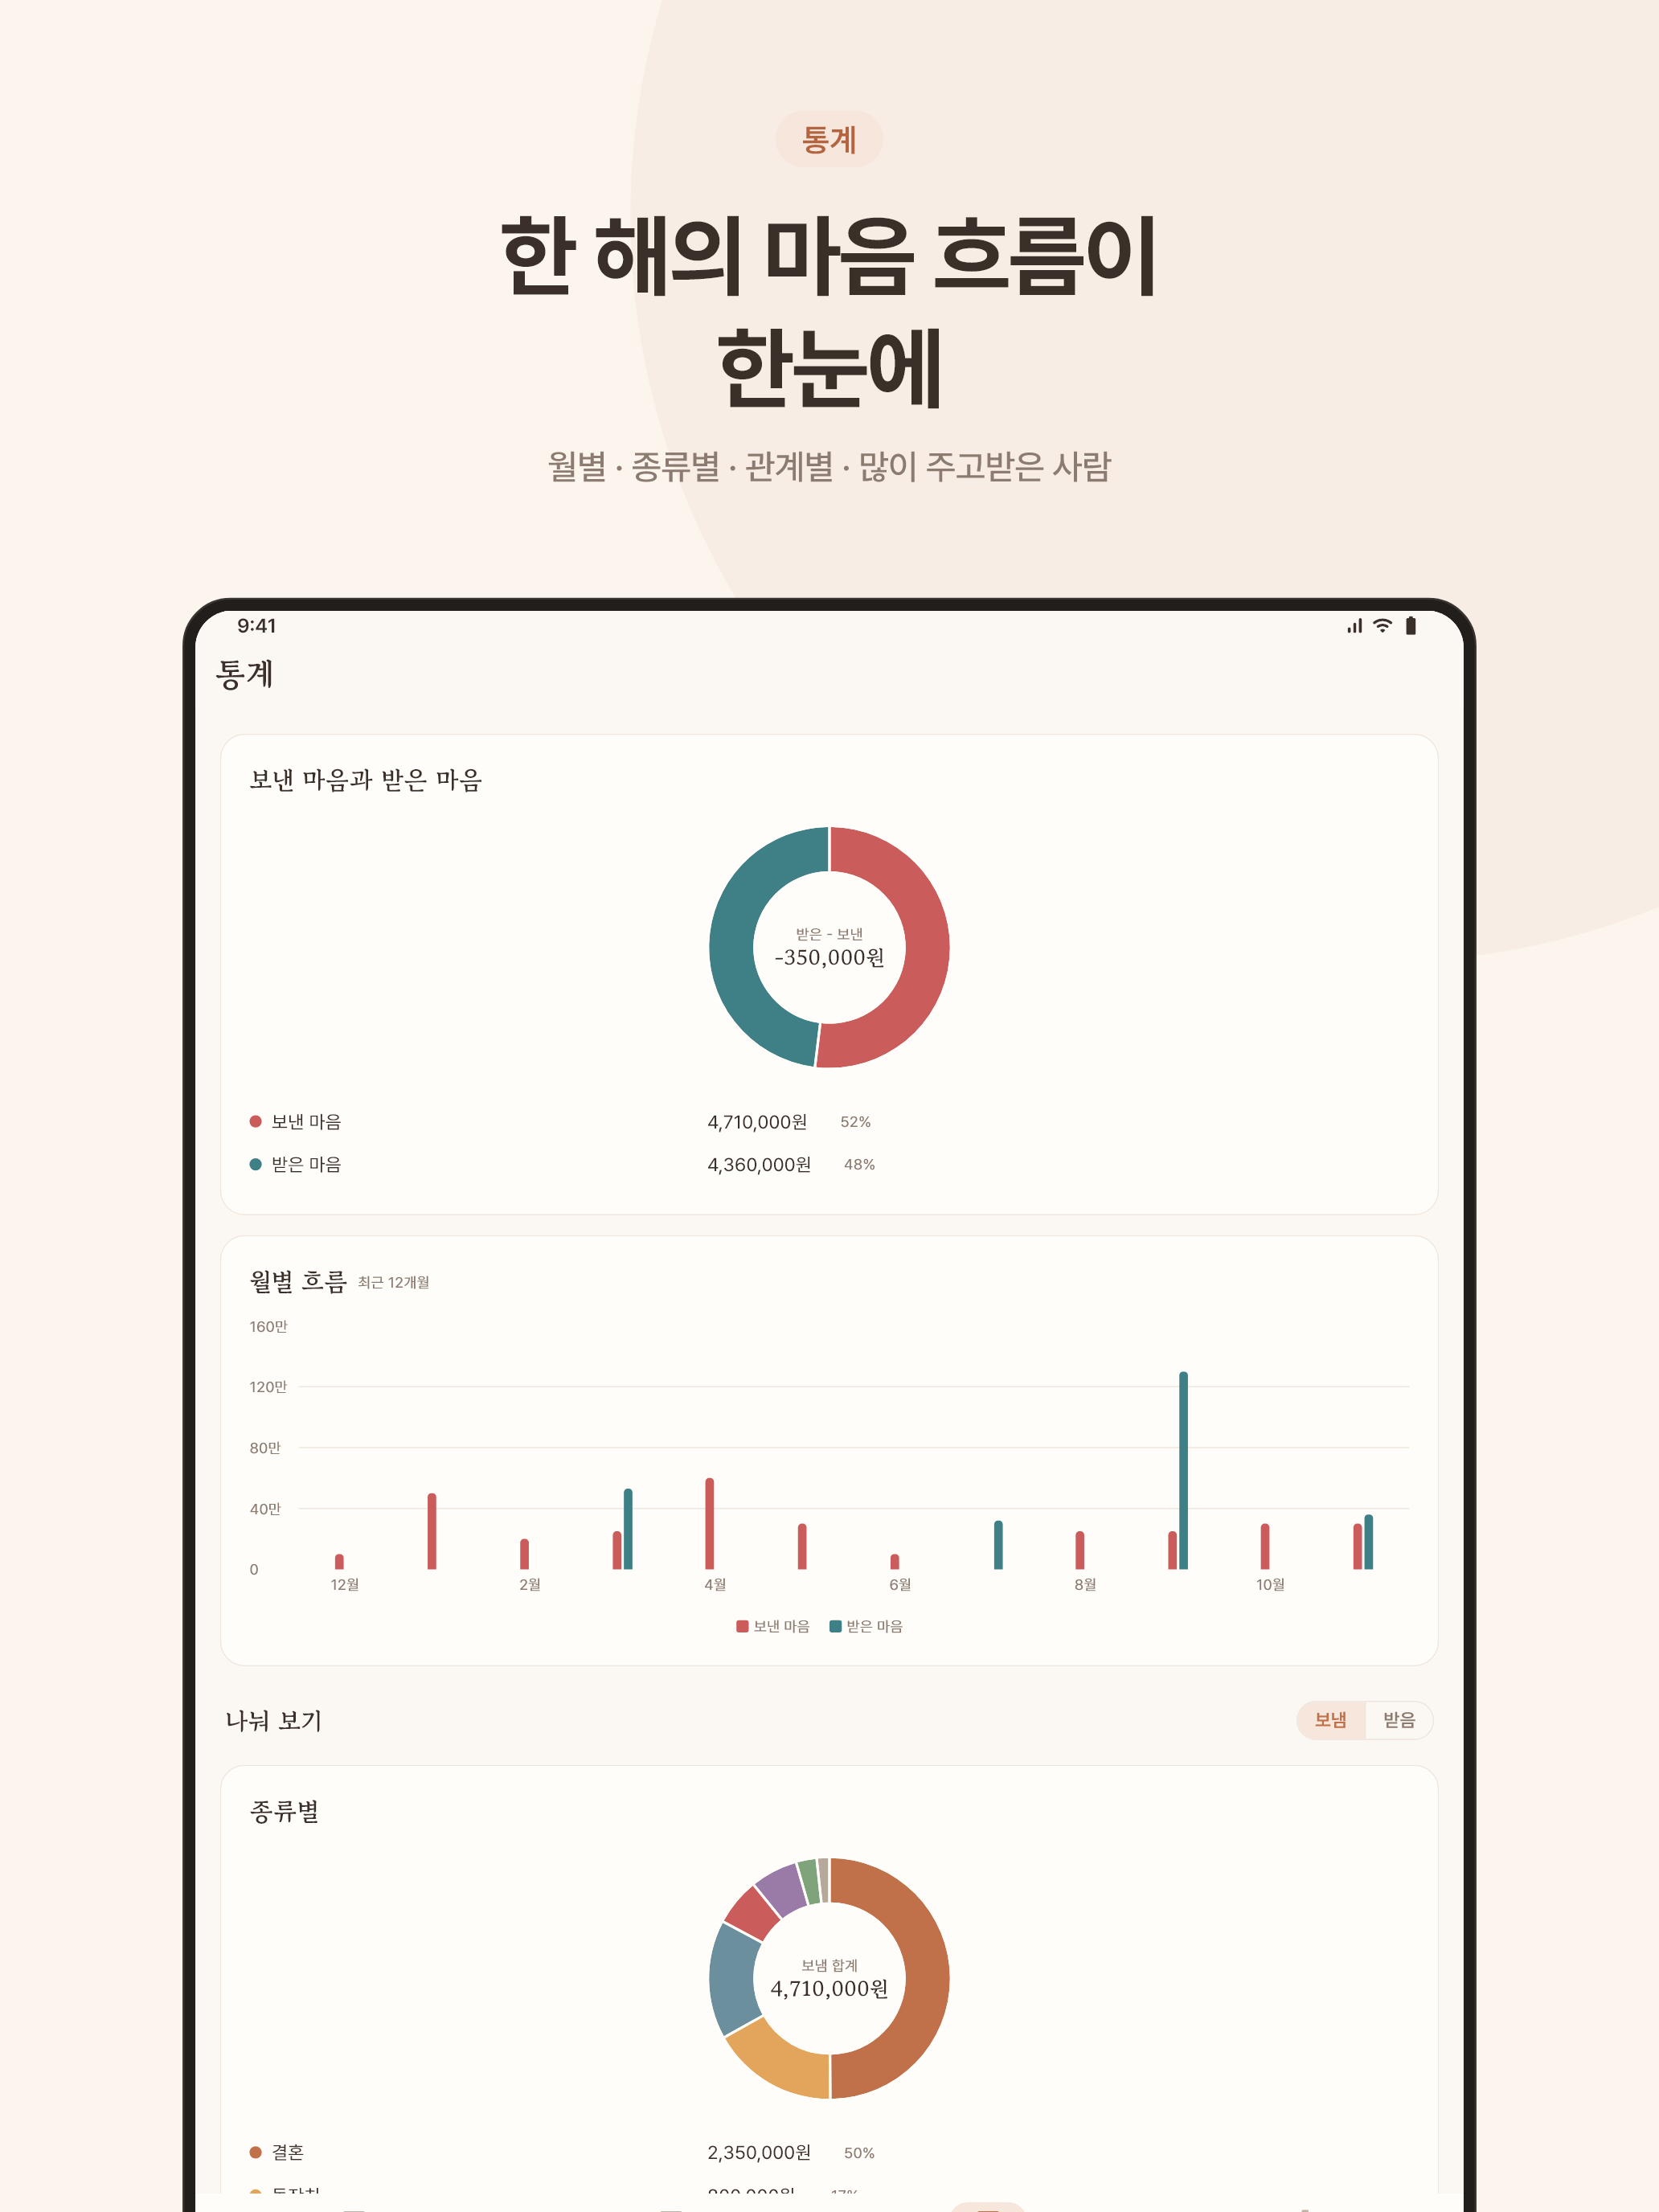 통계
한 해의 마음 흐름이
한눈에
월별 · 종류별 · 관계별 · 많이 주고받은 사람
9:41
통계
보낸 마음과 받은 마음
받은 - 보낸
-350,000원
보낸 마음 4,710,000원 52%
받은 마음 4,360,000원 48%
월별 흐름 최근 12개월
160만
120만
80만
40만
0
12월 2월 4월 6월 8월 10월
보낸 마음 받은 마음
나눠 보기 보냄 받음
종류별
보냄 합계
4,710,000원
결혼 2,350,000원 50%